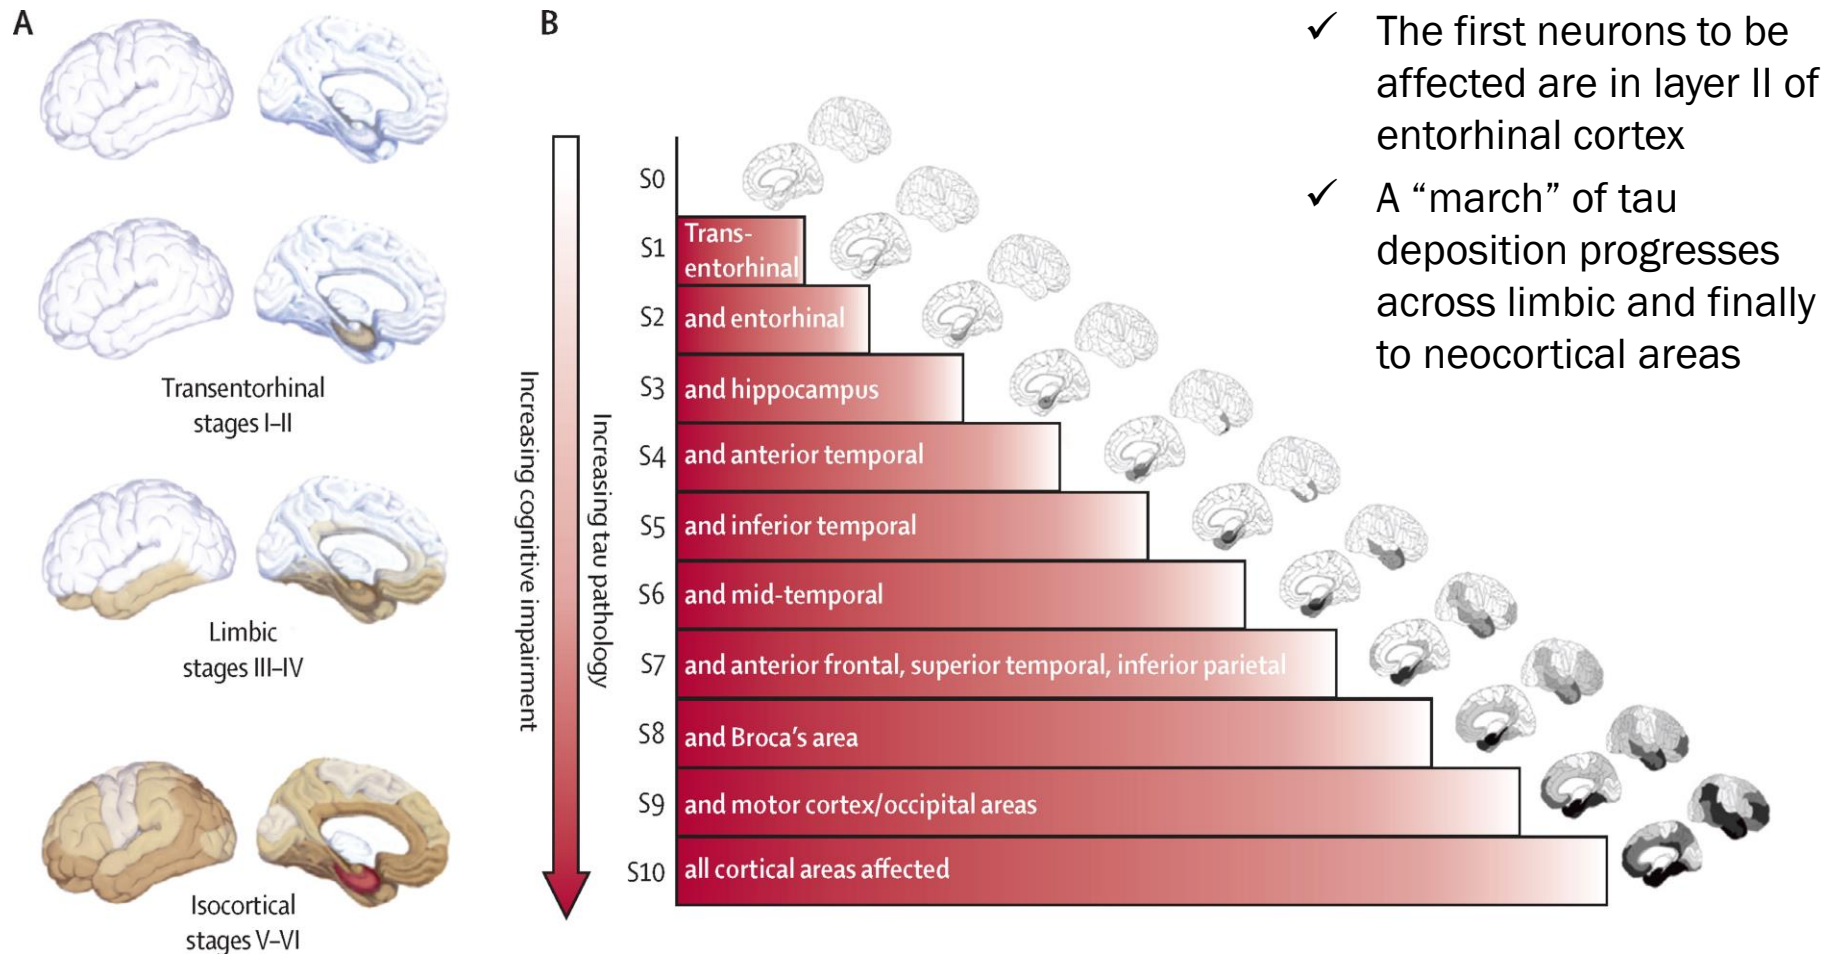 A
Transentorhinal
stages I–II
Limbic
stages III–IV
Isocortical
stages V–VI
B
Increasing cognitive impairment
Increasing tau pathology
S0
S1
Trans-
entorhinal
S2
and entorhinal
S3
and hippocampus
S4
and anterior temporal
S5
and inferior temporal
S6
and mid-temporal
S7
and anterior frontal, superior temporal, inferior parietal
S8
and Broca's area
S9
and motor cortex/occipital areas
S10
all cortical areas affected
✓ The first neurons to be
affected are in layer II of
entorhinal cortex
✓ A “march” of tau
deposition progresses
across limbic and finally
to neocortical areas